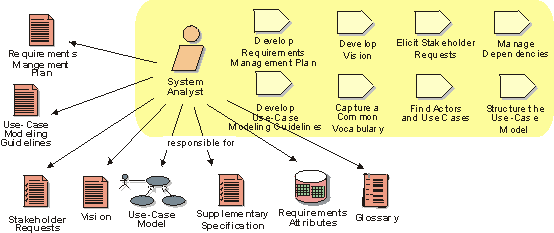 Requirements
Mangement
Plan
System
Analyst
Develop
Requirements
Management Plan
Develop
Vision
Elicit Stakeholder
Requests
Manage
Dependencies
Use-Case
Modeling
Guidelines
Develop
Use-Case
Modeling Guidelines
Capture a
Common
Vocabulary
Find Actors
and Use Cases
Structure the
Use-Case
Model
responsible for
Stakeholder
Requests
Vision
Use-Case
Model
Supplementary
Specification
Requirements
Attributes
Glossary